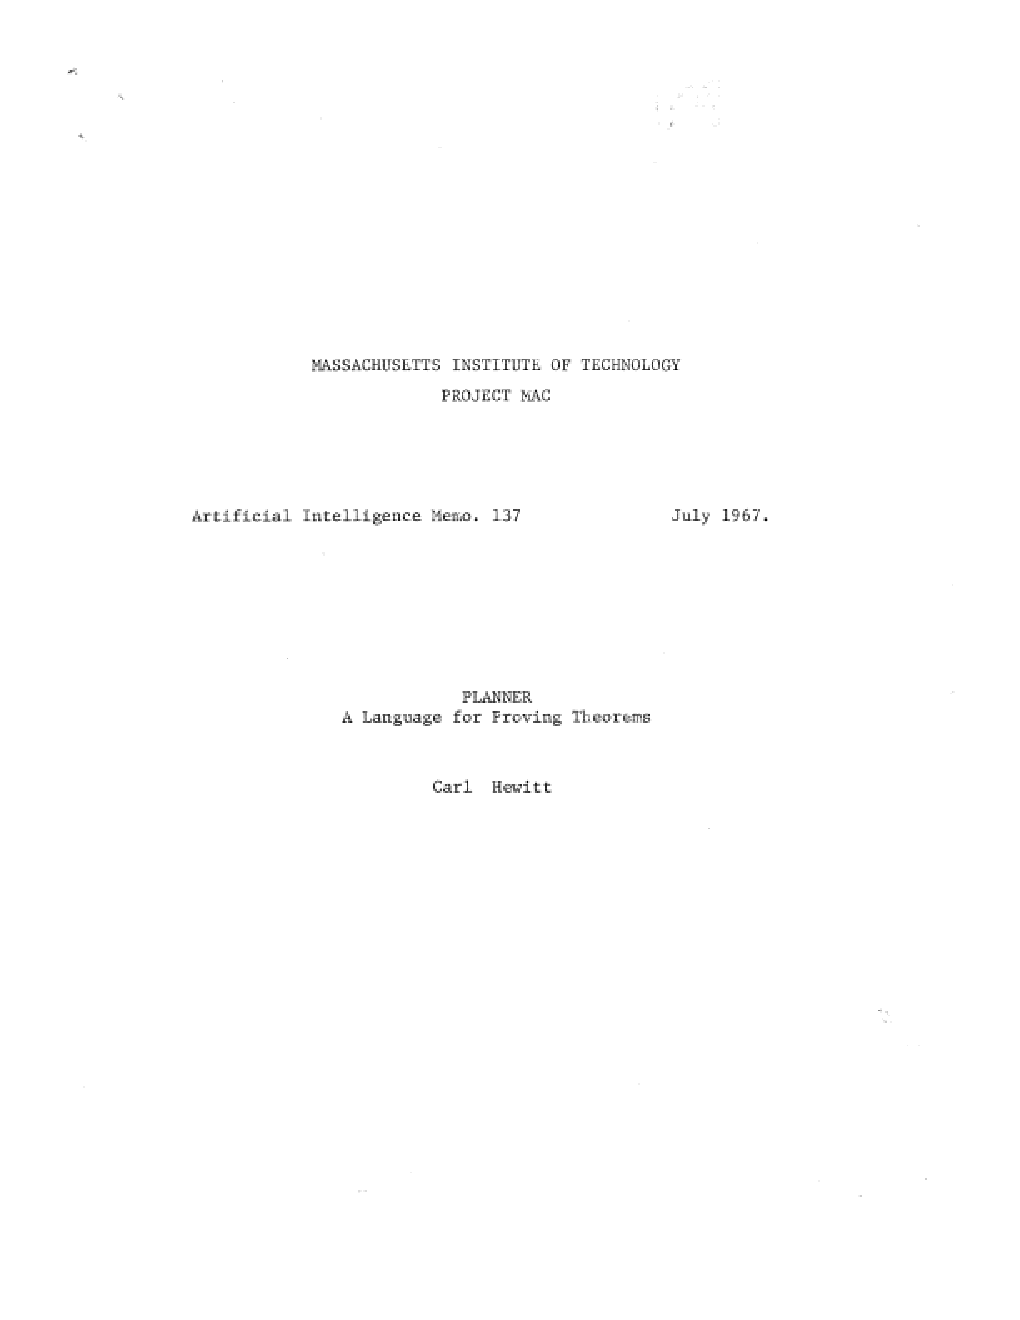 MASSACHUSETTS INSTITUTE OF TECHNOLOGY
PROJECT MAC
Artificial Intelligence Memo. 137 July 1967.
PLANNER
A Language for Proving Theorems
Carl Hewitt